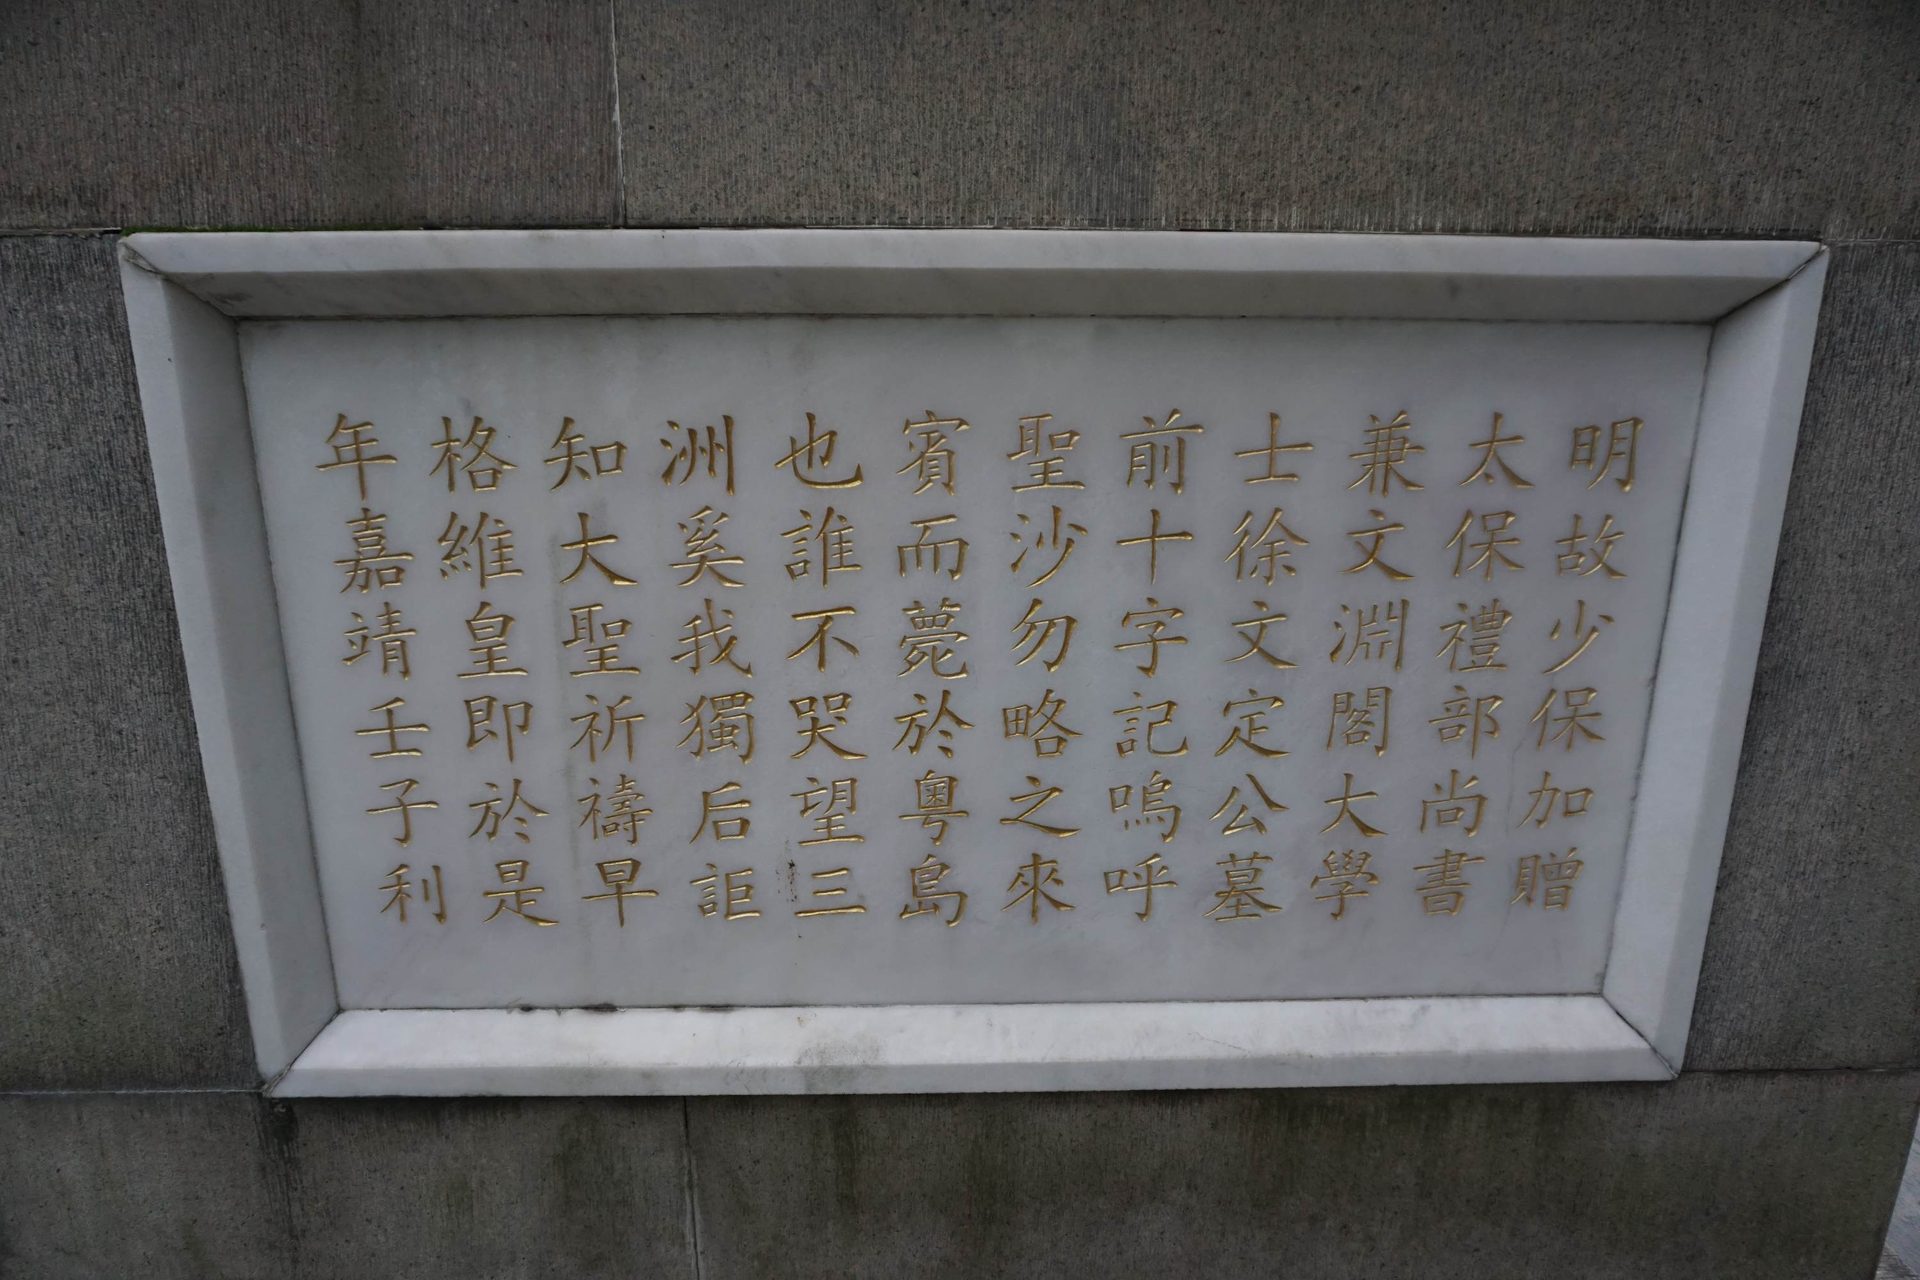 明故少保加贈
太保禮部尚書
兼文淵閣大學
士徐文定公墓
前十字記嗚呼
聖沙勿略之來
賓而薨於粵島
也誰不哭望三
洲奚我獨后詎
知大聖祈禱早
格維皇即於是
年嘉靖壬子利